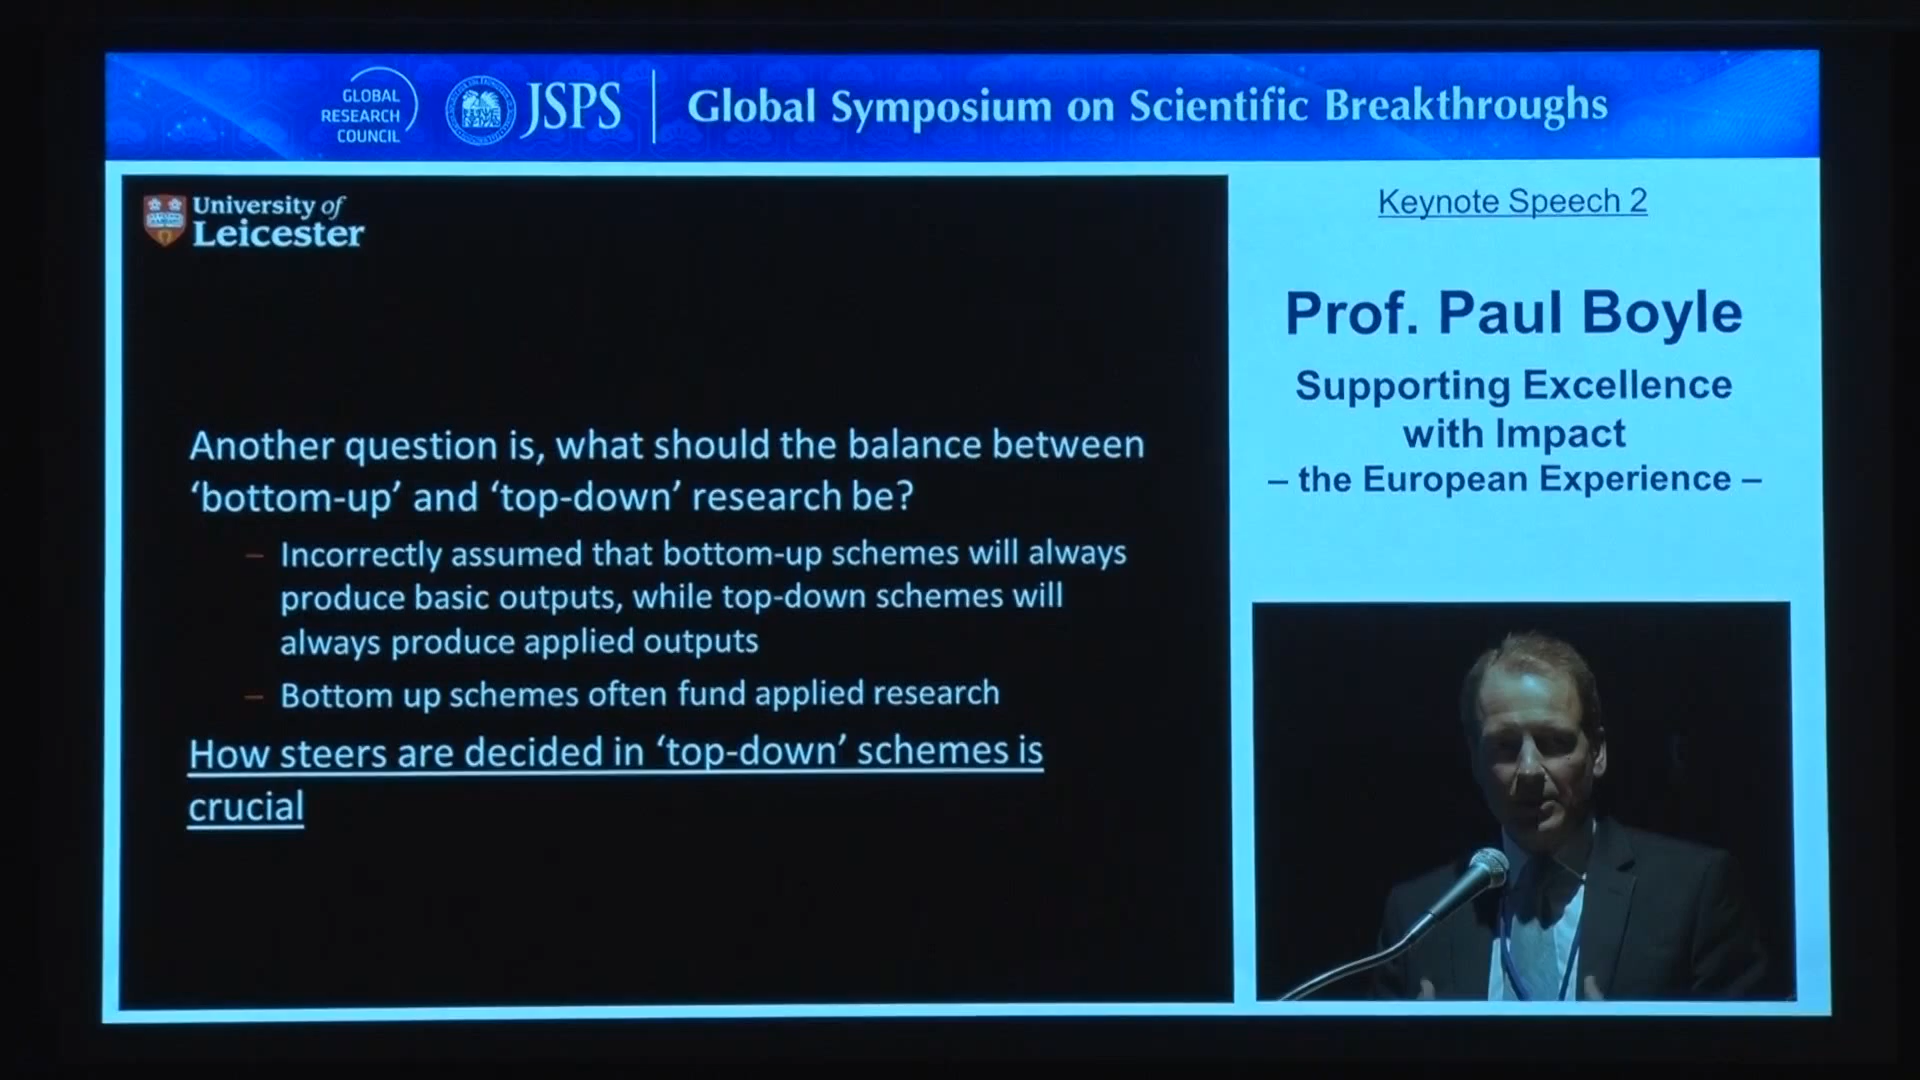 GLOBAL
RESEARCH
COUNCIL
JSPS
Global Symposium on Scientific Breakthroughs
University of
Leicester
Another question is, what should the balance between
‘bottom-up’ and ‘top-down’ research be?
– Incorrectly assumed that bottom-up schemes will always
produce basic outputs, while top-down schemes will
always produce applied outputs
– Bottom up schemes often fund applied research
How steers are decided in ‘top-down’ schemes is
crucial
Keynote Speech 2
Prof. Paul Boyle
Supporting Excellence
with Impact
– the European Experience –